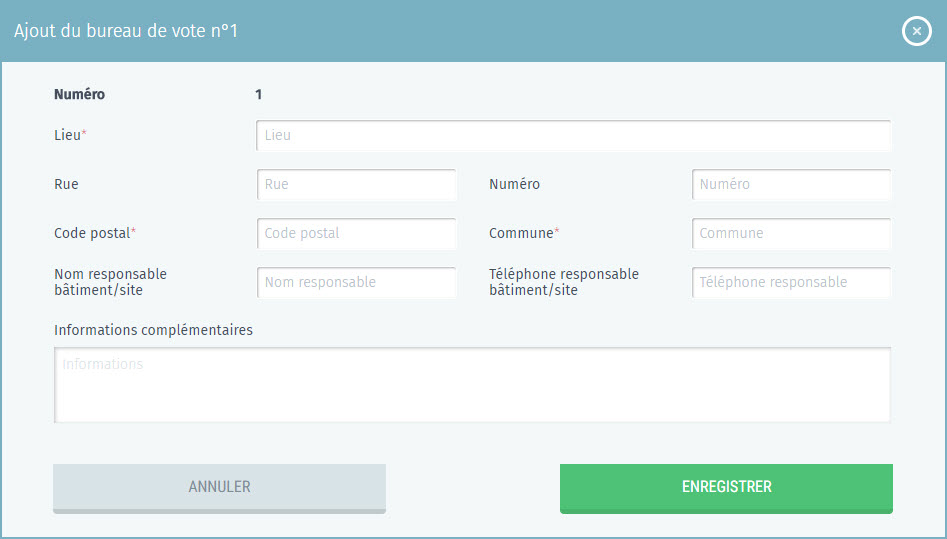 Ajout du bureau de vote n°1
Numéro 1
Lieu* Lieu
Rue Rue Numéro Numéro
Code postal* Code postal Commune* Commune
Nom responsable
bâtiment/site Nom responsable
Téléphone responsable
bâtiment/site Téléphone responsable
Informations complémentaires
Informations
ANNULER ENREGISTRER